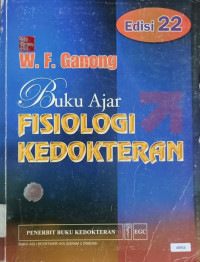 Edisi 22
W. F. Ganong
Buku Ajar
FISIOLOGI
KEDOKTERAN
PENERBIT BUKU KEDOKTERAN EGC